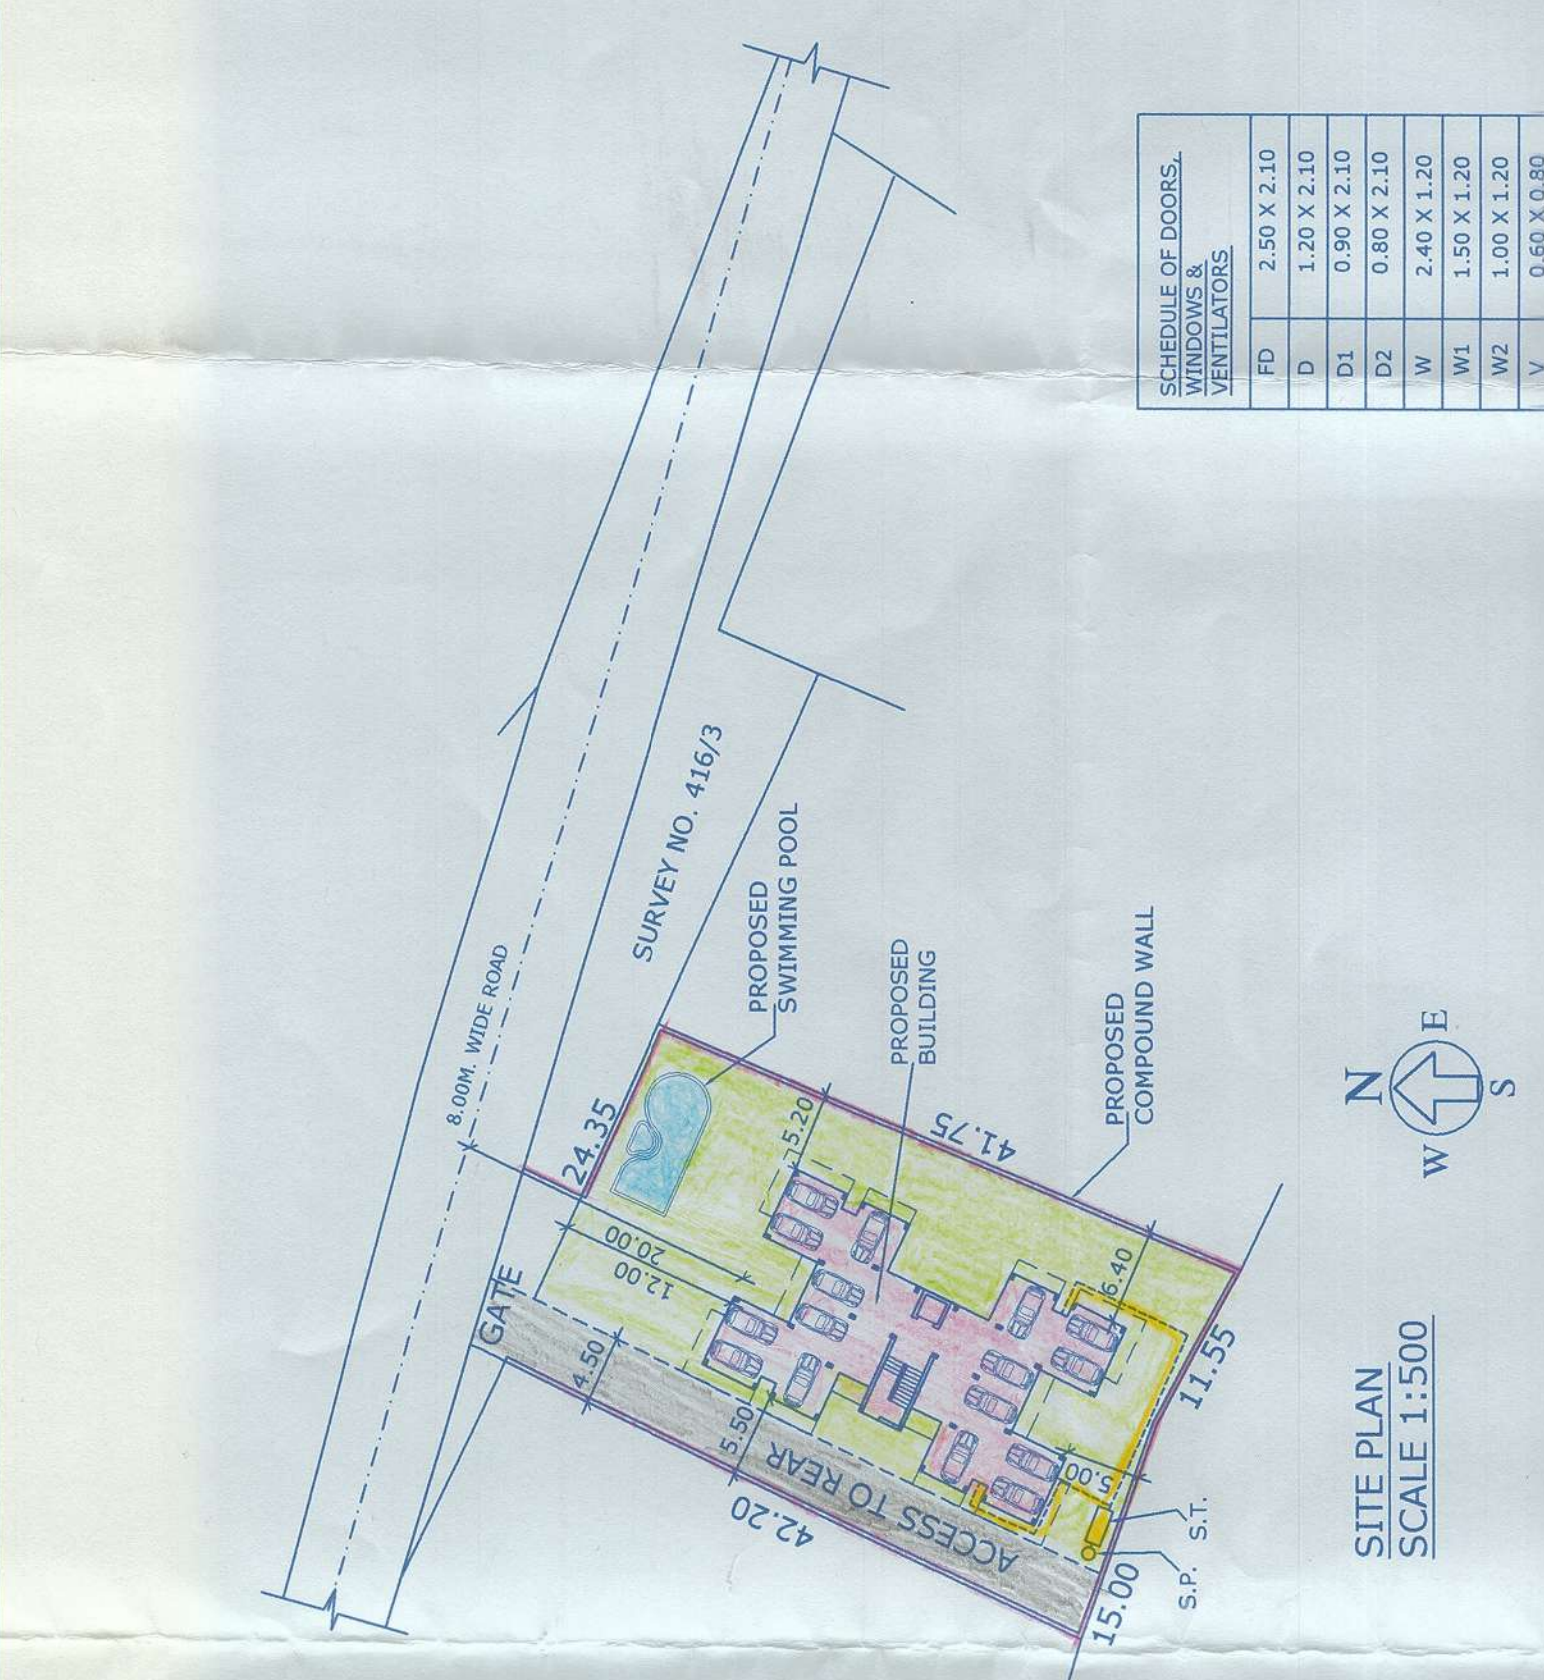 8.00M. WIDE ROAD
SURVEY NO. 416/3
PROPOSED
SWIMMING POOL
PROPOSED
BUILDING
PROPOSED
COMPOUND WALL
GATE
24.35
20.00
12.00
5.20
41.75
4.50
5.50
ACCESS TO REAR
42.20
6.40
5.00
11.55
15.00
S.P.
S.T.
N
W
E
S
SITE PLAN
SCALE 1:500
SCHEDULE OF DOORS,
WINDOWS &
VENTILATORS
FD 2.50 X 2.10
D 1.20 X 2.10
D1 0.90 X 2.10
D2 0.80 X 2.10
W 2.40 X 1.20
W1 1.50 X 1.20
W2 1.00 X 1.20
V 0.60 X 0.80